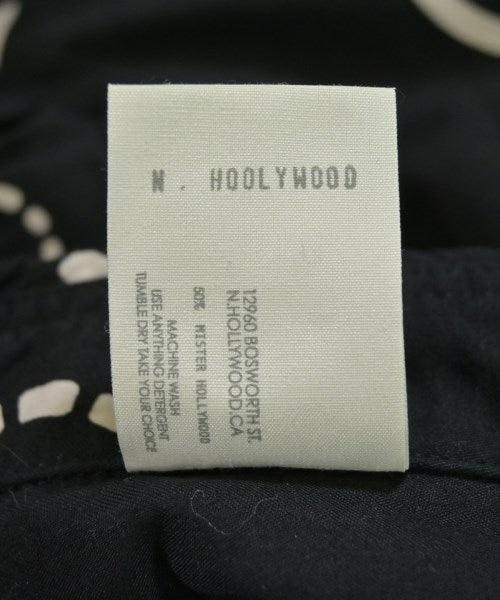 N. HOOLYWOOD
12960 BOSWORTH ST.
N.HOLLYWOOD.CA
50% MISTER HOLLYWOOD
MACHINE WASH
USE ANYTHING DETERGENT
TUMBLE DRY TAKE YOUR CHOICE